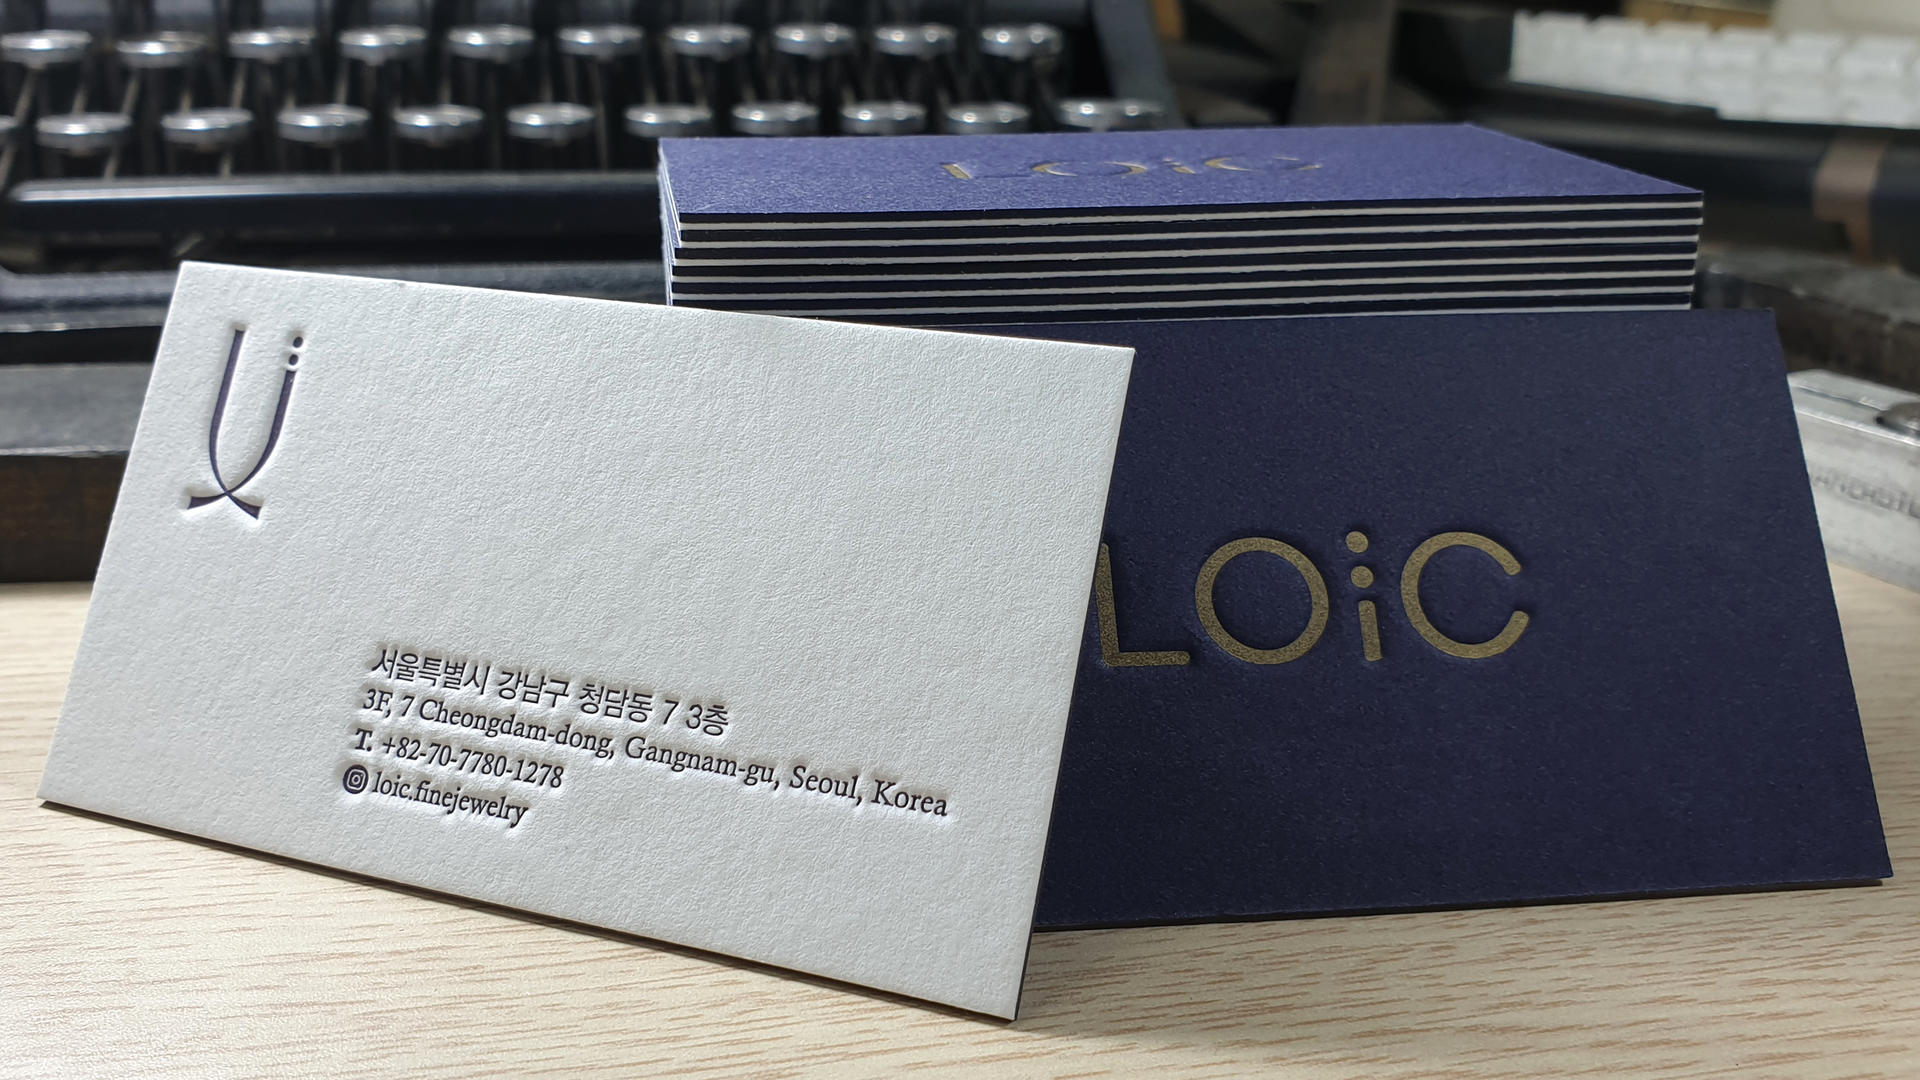 서울특별시 강남구 청담동 7 3층
3F, 7 Cheongdam-dong, Gangnam-gu, Seoul, Korea
T. +82-70-7780-1278
loic.finejewelry
LOiC
LOiC